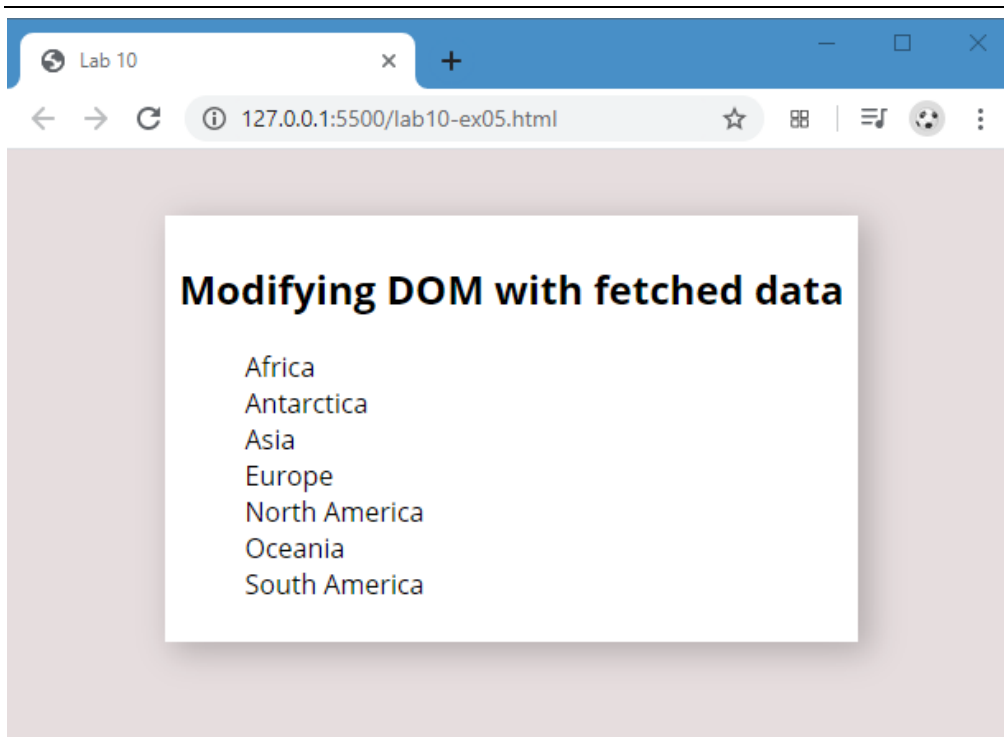 Lab 10
127.0.0.1:5500/lab10-ex05.html
Modifying DOM with fetched data
Africa
Antarctica
Asia
Europe
North America
Oceania
South America